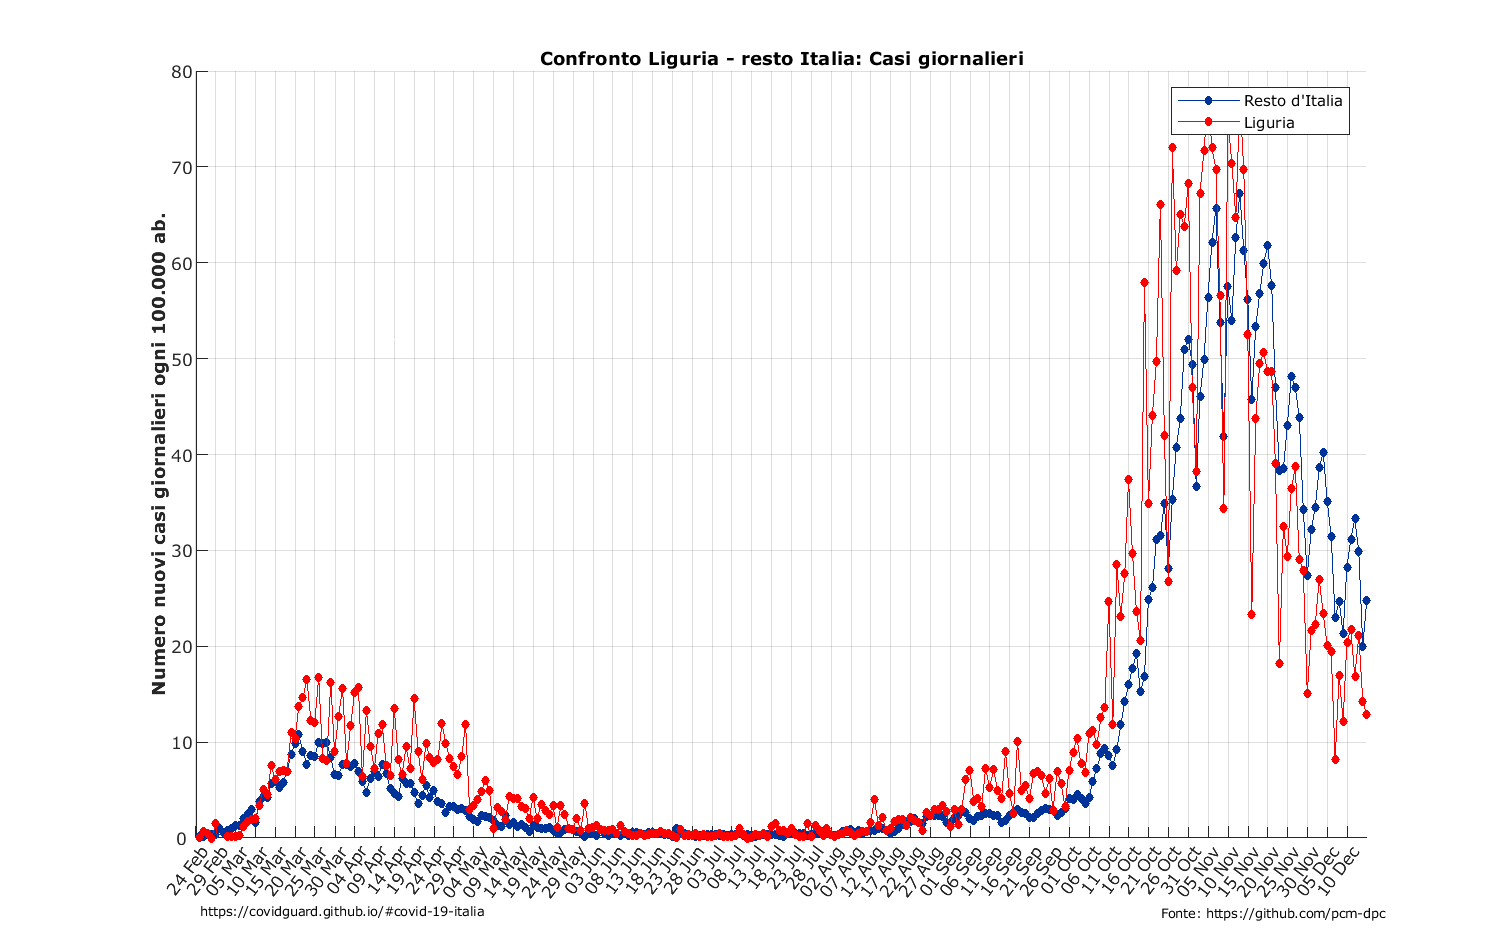 Confronto Liguria - resto Italia: Casi giornalieri
Resto d'Italia
Liguria
Numero nuovi casi giornalieri ogni 100.000 ab.
80
70
60
50
40
30
20
10
0
24 Feb
29 Feb
05 Mar
10 Mar
15 Mar
20 Mar
25 Mar
30 Mar
04 Apr
09 Apr
14 Apr
19 Apr
24 Apr
29 Apr
04 May
09 May
14 May
19 May
24 May
29 May
03 Jun
08 Jun
13 Jun
18 Jun
23 Jun
28 Jun
03 Jul
08 Jul
13 Jul
18 Jul
23 Jul
28 Jul
02 Aug
07 Aug
12 Aug
17 Aug
22 Aug
27 Aug
01 Sep
06 Sep
11 Sep
16 Sep
21 Sep
26 Sep
01 Oct
06 Oct
11 Oct
16 Oct
21 Oct
26 Oct
31 Oct
05 Nov
10 Nov
15 Nov
20 Nov
25 Nov
30 Nov
05 Dec
10 Dec
https://covidguard.github.io/#covid-19-italia
Fonte: https://github.com/pcm-dpc